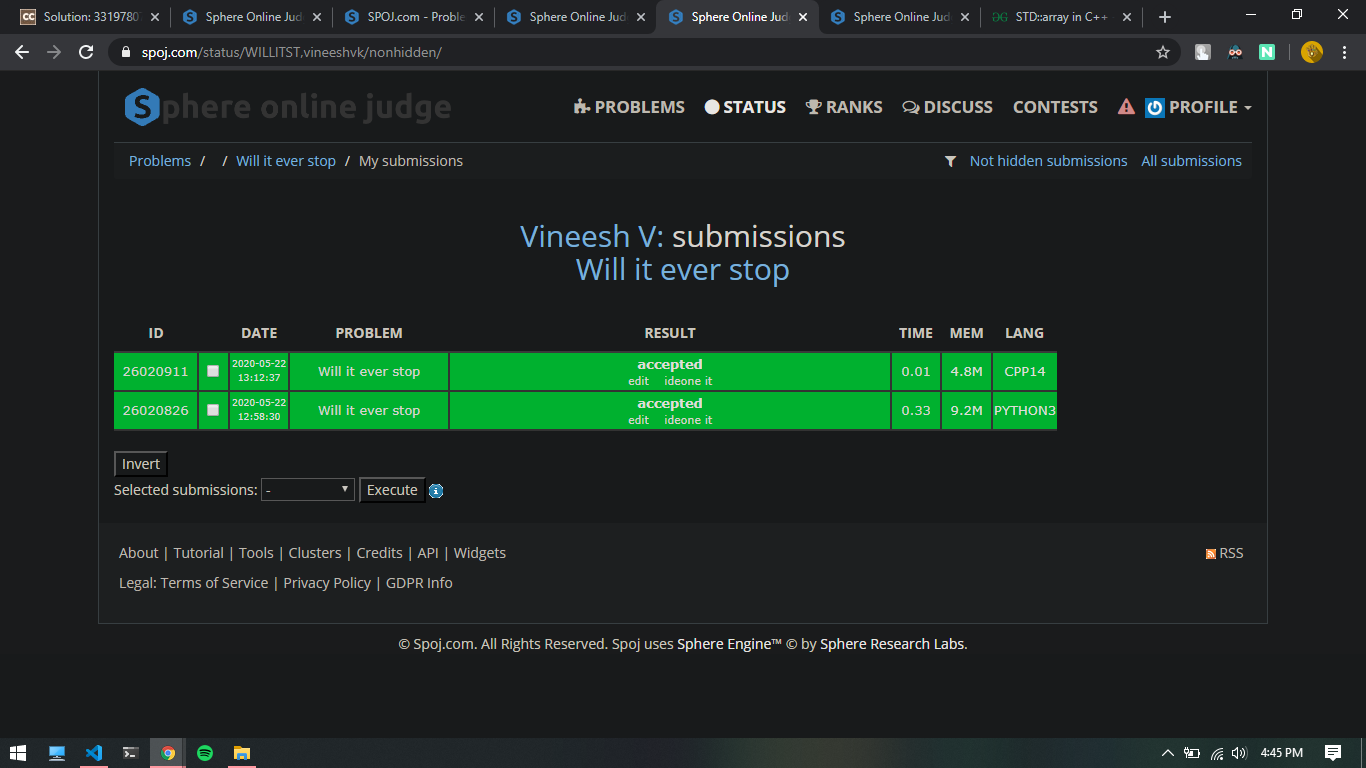 Solution: 3319780
Sphere Online Jud
SPOJ.com - Proble
Sphere Online Jud
Sphere Online Jud
Sphere Online Jud
STD::array in C++
spoj.com/status/WILLITST,vineeshvk/nonhidden/
Sphere online judge
PROBLEMS STATUS RANKS DISCUSS CONTESTS PROFILE
Problems / / Will it ever stop / My submissions Not hidden submissions All submissions
Vineesh V: submissions
Will it ever stop
ID DATE PROBLEM RESULT TIME MEM LANG
26020911 2020-05-22 13:12:37 Will it ever stop accepted edit ideone it 0.01 4.8M CPP14
26020826 2020-05-22 12:58:30 Will it ever stop accepted edit ideone it 0.33 9.2M PYTHON3
Invert
Selected submissions: - Execute
About | Tutorial | Tools | Clusters | Credits | API | Widgets RSS
Legal: Terms of Service | Privacy Policy | GDPR Info
© Spoj.com. All Rights Reserved. Spoj uses Sphere Engine™ © by Sphere Research Labs.
4:45 PM